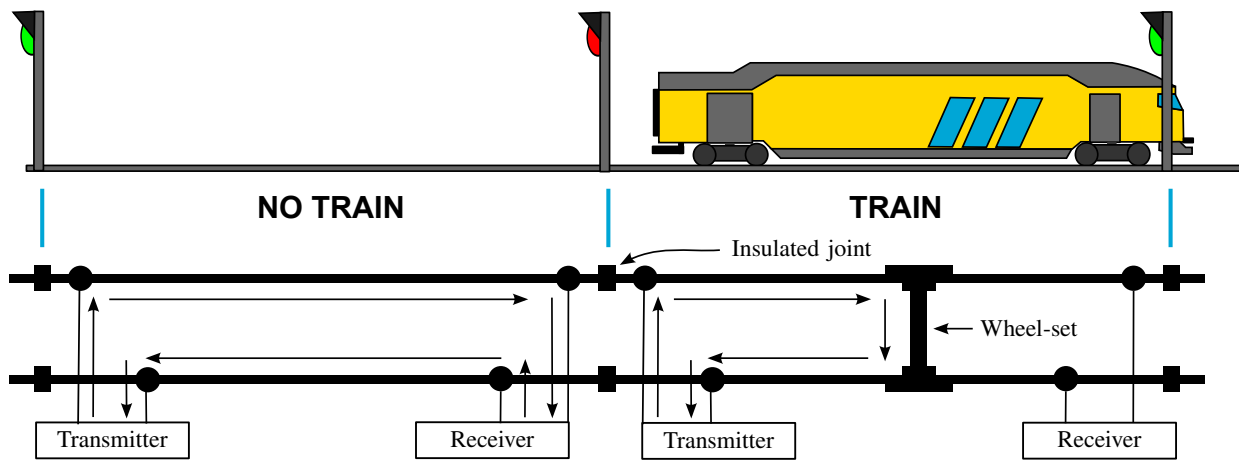 NO TRAIN
TRAIN
Insulated joint
Wheel-set
Transmitter
Receiver
Transmitter
Receiver